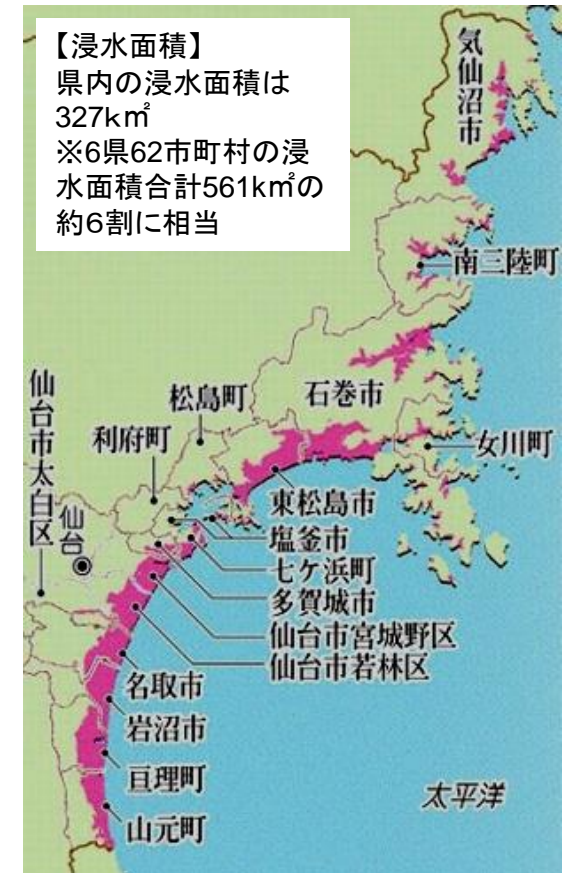 【浸水面積】
県内の浸水面積は
327k㎡
※6県62市町村の浸
水面積合計561k㎡の
約6割に相当
気仙沼市
南三陸町
石巻市
松島町
利府町
女川町
仙台市太白区
仙台
東松島市
塩釜市
七ケ浜町
多賀城市
仙台市宮城野区
仙台市若林区
名取市
岩沼市
亘理町
山元町
太平洋